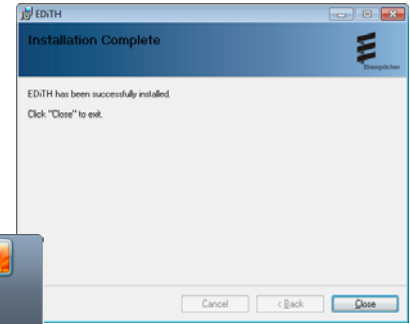 EDiTH
Installation Complete
Eberspächer
EDiTH has been successfully installed.
Click "Close" to exit.
Cancel
< Back
Close